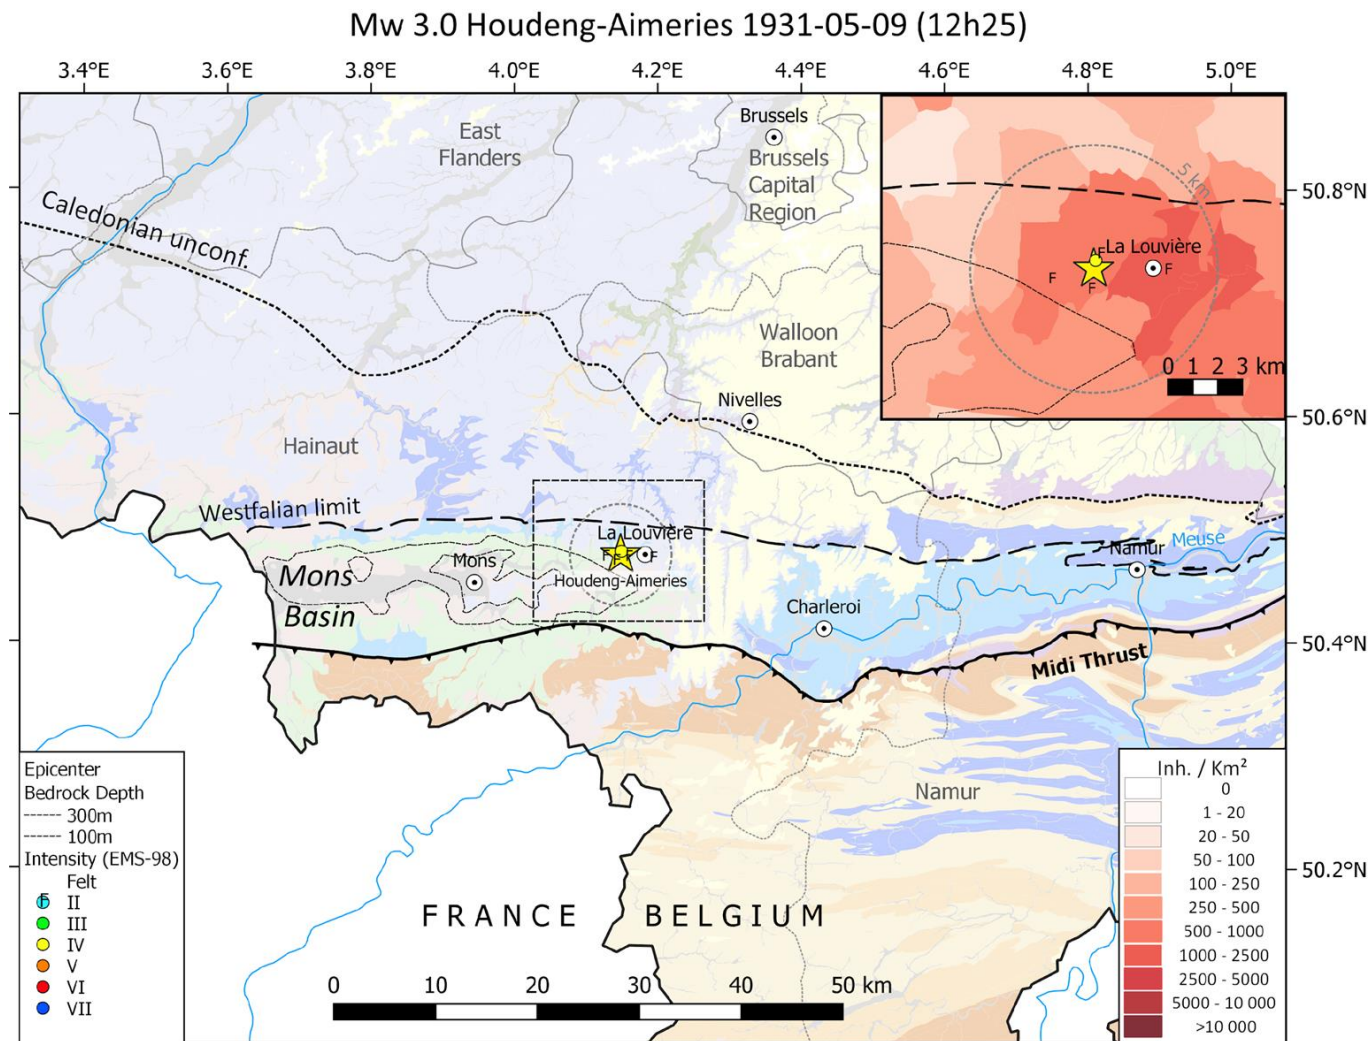 Mw 3.0 Houdeng-Aimeries 1931-05-09 (12h25)
3.4°E 3.6°E 3.8°E 4.0°E 4.2°E 4.4°E 4.6°E 4.8°E 5.0°E
50.8°N
50.6°N
50.4°N
50.2°N
East
Flanders
Brussels
Brussels
Capital
Region
Caledonian unconf.
Walloon
Brabant
Nivelles
Hainaut
Westfalian limit
La Louvière
F F F
Houdeng-Aimeries
Mons
Mons
Basin
Charleroi
Namur
Meuse
Midi Thrust
Namur
FRANCE
BELGIUM
0 10 20 30 40 50 km
5 km
La Louvière
AF
F
F
F
0 1 2 3 km
Epicenter
Bedrock Depth
300m
100m
Intensity (EMS-98)
Felt
F II
III
IV
V
VI
VII
Inh. / Km²
0
1 - 20
20 - 50
50 - 100
100 - 250
250 - 500
500 - 1000
1000 - 2500
2500 - 5000
5000 - 10 000
>10 000